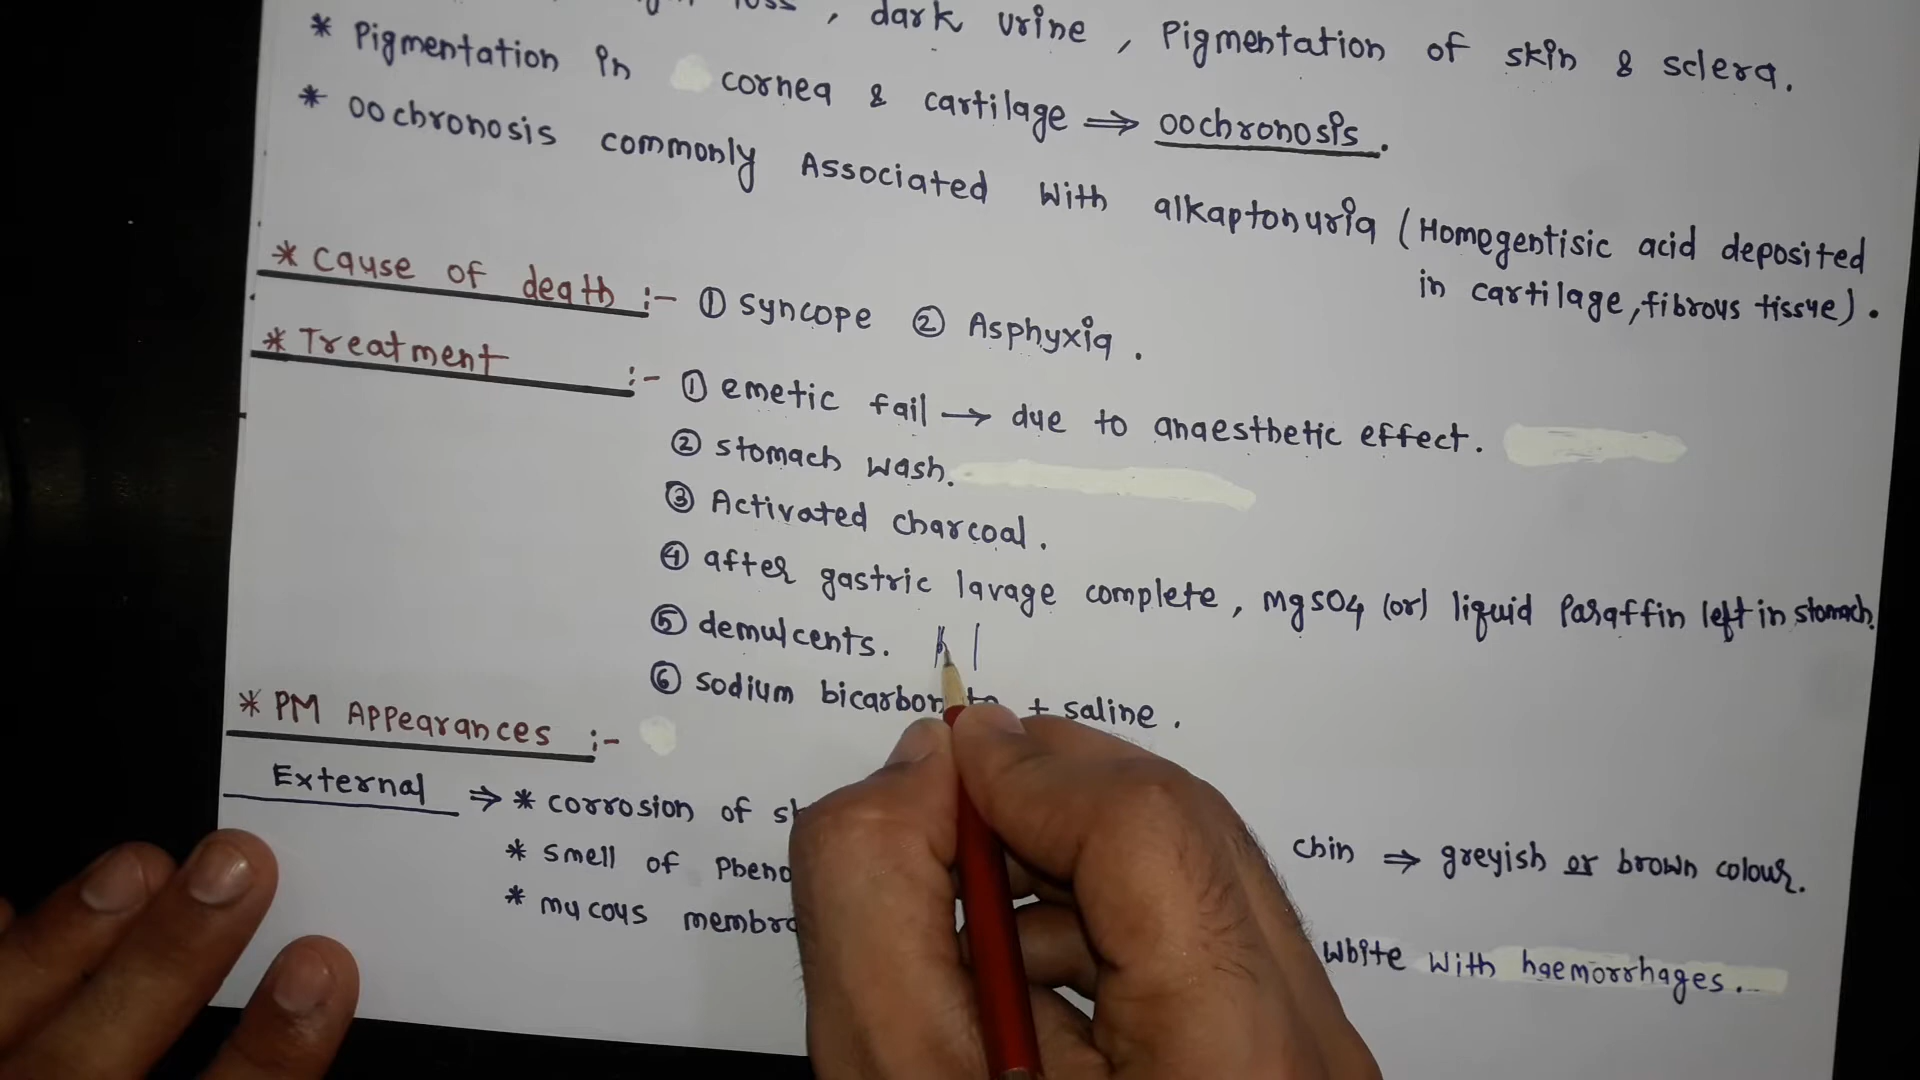 loss, dark urine, Pigmentation of skin & sclera.
* Pigmentation in cornea & cartilage ⇒ oochronosis.
* oochronosis commonly Associated with alkaptonuria (Homogentisic acid deposited
in cartilage, fibrous tissue).
* Cause of death :- ① syncope ② Asphyxia.
* Treatment :- ① emetic fail → due to anaesthetic effect.
② stomach wash.
③ Activated charcoal.
④ after gastric lavage complete, MgSO4 (or) liquid Paraffin left in stomach.
⑤ demulcents.
⑥ sodium + saline.
* PM Appearances :-
External ⇒ * corrosion of chin ⇒ greyish or brown colour.
* smell of
* mucous white with haemorrhages.